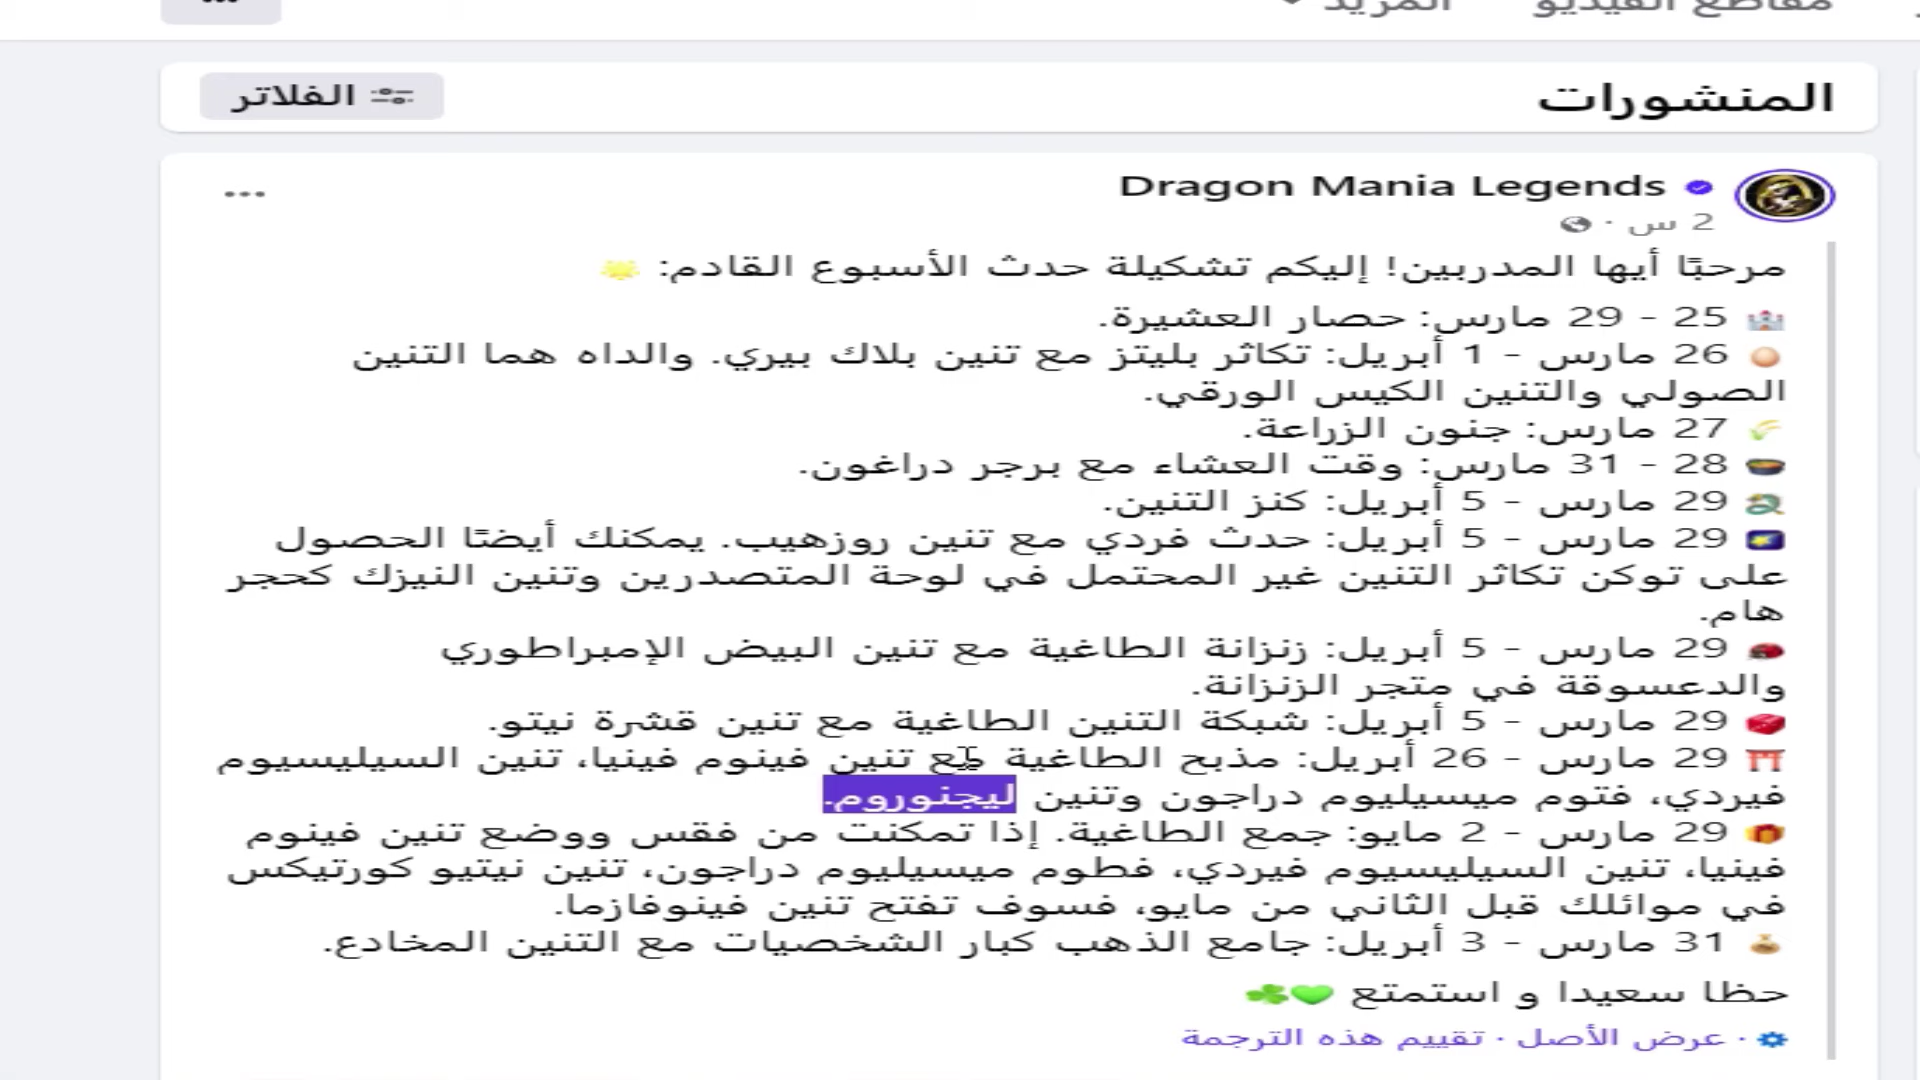 مقاطع الفيديو
المزيد
المنشورات
الفلاتر
Dragon Mania Legends
2 س ·
مرحبًا أيها المدربين! إليكم تشكيلة حدث الأسبوع القادم: 🌟
🏰 25 - 29 مارس: حصار العشيرة.
🥚 26 مارس - 1 أبريل: تكاثر بليتز مع تنين بلاك بيري. والداه هما التنين
الصولي والتنين الكيس الورقي.
🌾 27 مارس: جنون الزراعة.
🍲 28 - 31 مارس: وقت العشاء مع برجر دراغون.
🐉 29 مارس - 5 أبريل: كنز التنين.
🌠 29 مارس - 5 أبريل: حدث فردي مع تنين روزهيب. يمكنك أيضًا الحصول
على توكن تكاثر التنين غير المحتمل في لوحة المتصدرين وتنين النيزك كحجر
هام.
🐞 29 مارس - 5 أبريل: زنزانة الطاغية مع تنين البيض الإمبراطوري
والدعسوقة في متجر الزنزانة.
🧧 29 مارس - 5 أبريل: شبكة التنين الطاغية مع تنين قشرة نيتو.
⛩️ 29 مارس - 26 أبريل: مذبح الطاغية مع تنين فينوم فينيا، تنين السيليسيوم
فيردي، فتوم ميسيليوم دراجون وتنين ليجنوروم.
🎁 29 مارس - 2 مايو: جمع الطاغية. إذا تمكنت من فقس ووضع تنين فينوم
فينيا، تنين السيليسيوم فيردي، فطوم ميسيليوم دراجون، تنين نيتيو كورتيكس
في موائلك قبل الثاني من مايو، فسوف تفتح تنين فينوفازما.
💰 31 مارس - 3 أبريل: جامع الذهب كبار الشخصيات مع التنين المخادع.
حظا سعيدا و استمتع 💚☘️
· عرض الأصل · تقييم هذه الترجمة